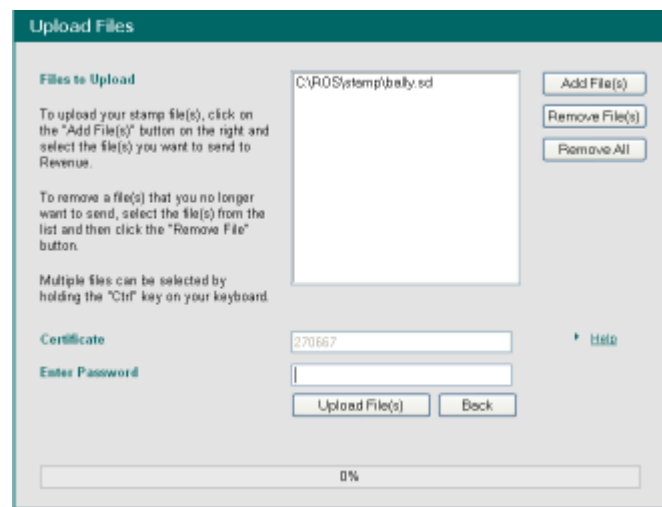 Upload Files
Files to Upload
To upload your stamp file(s), click on
the "Add File(s)" button on the right and
select the file(s) you want to send to
Revenue.
To remove a file(s) that you no longer
want to send, select the file(s) from the
list and then click the "Remove File"
button.
Multiple files can be selected by
holding the "Ctrl" key on your keyboard.
C:\ROS\stamp\bally.sd
Add File(s)
Remove File(s)
Remove All
Certificate
270667
Help
Enter Password
Upload File(s)
Back
0%